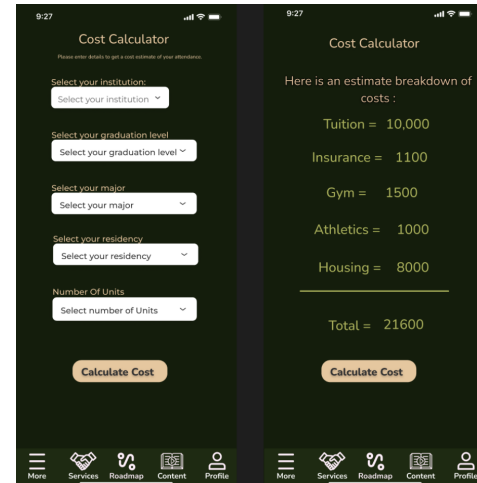 9:27
Cost Calculator
Please enter details to get a cost estimate of your attendance.
Select your institution:
Select your institution
Select your graduation level
Select your graduation level
Select your major
Select your major
Select your residency
Select your residency
Number Of Units
Select number of Units
Calculate Cost
More Services Roadmap Content Profile
9:27
Cost Calculator
Here is an estimate breakdown of
costs :
Tuition = 10,000
Insurance = 1100
Gym = 1500
Athletics = 1000
Housing = 8000
Total = 21600
Calculate Cost
More Services Roadmap Content Profile